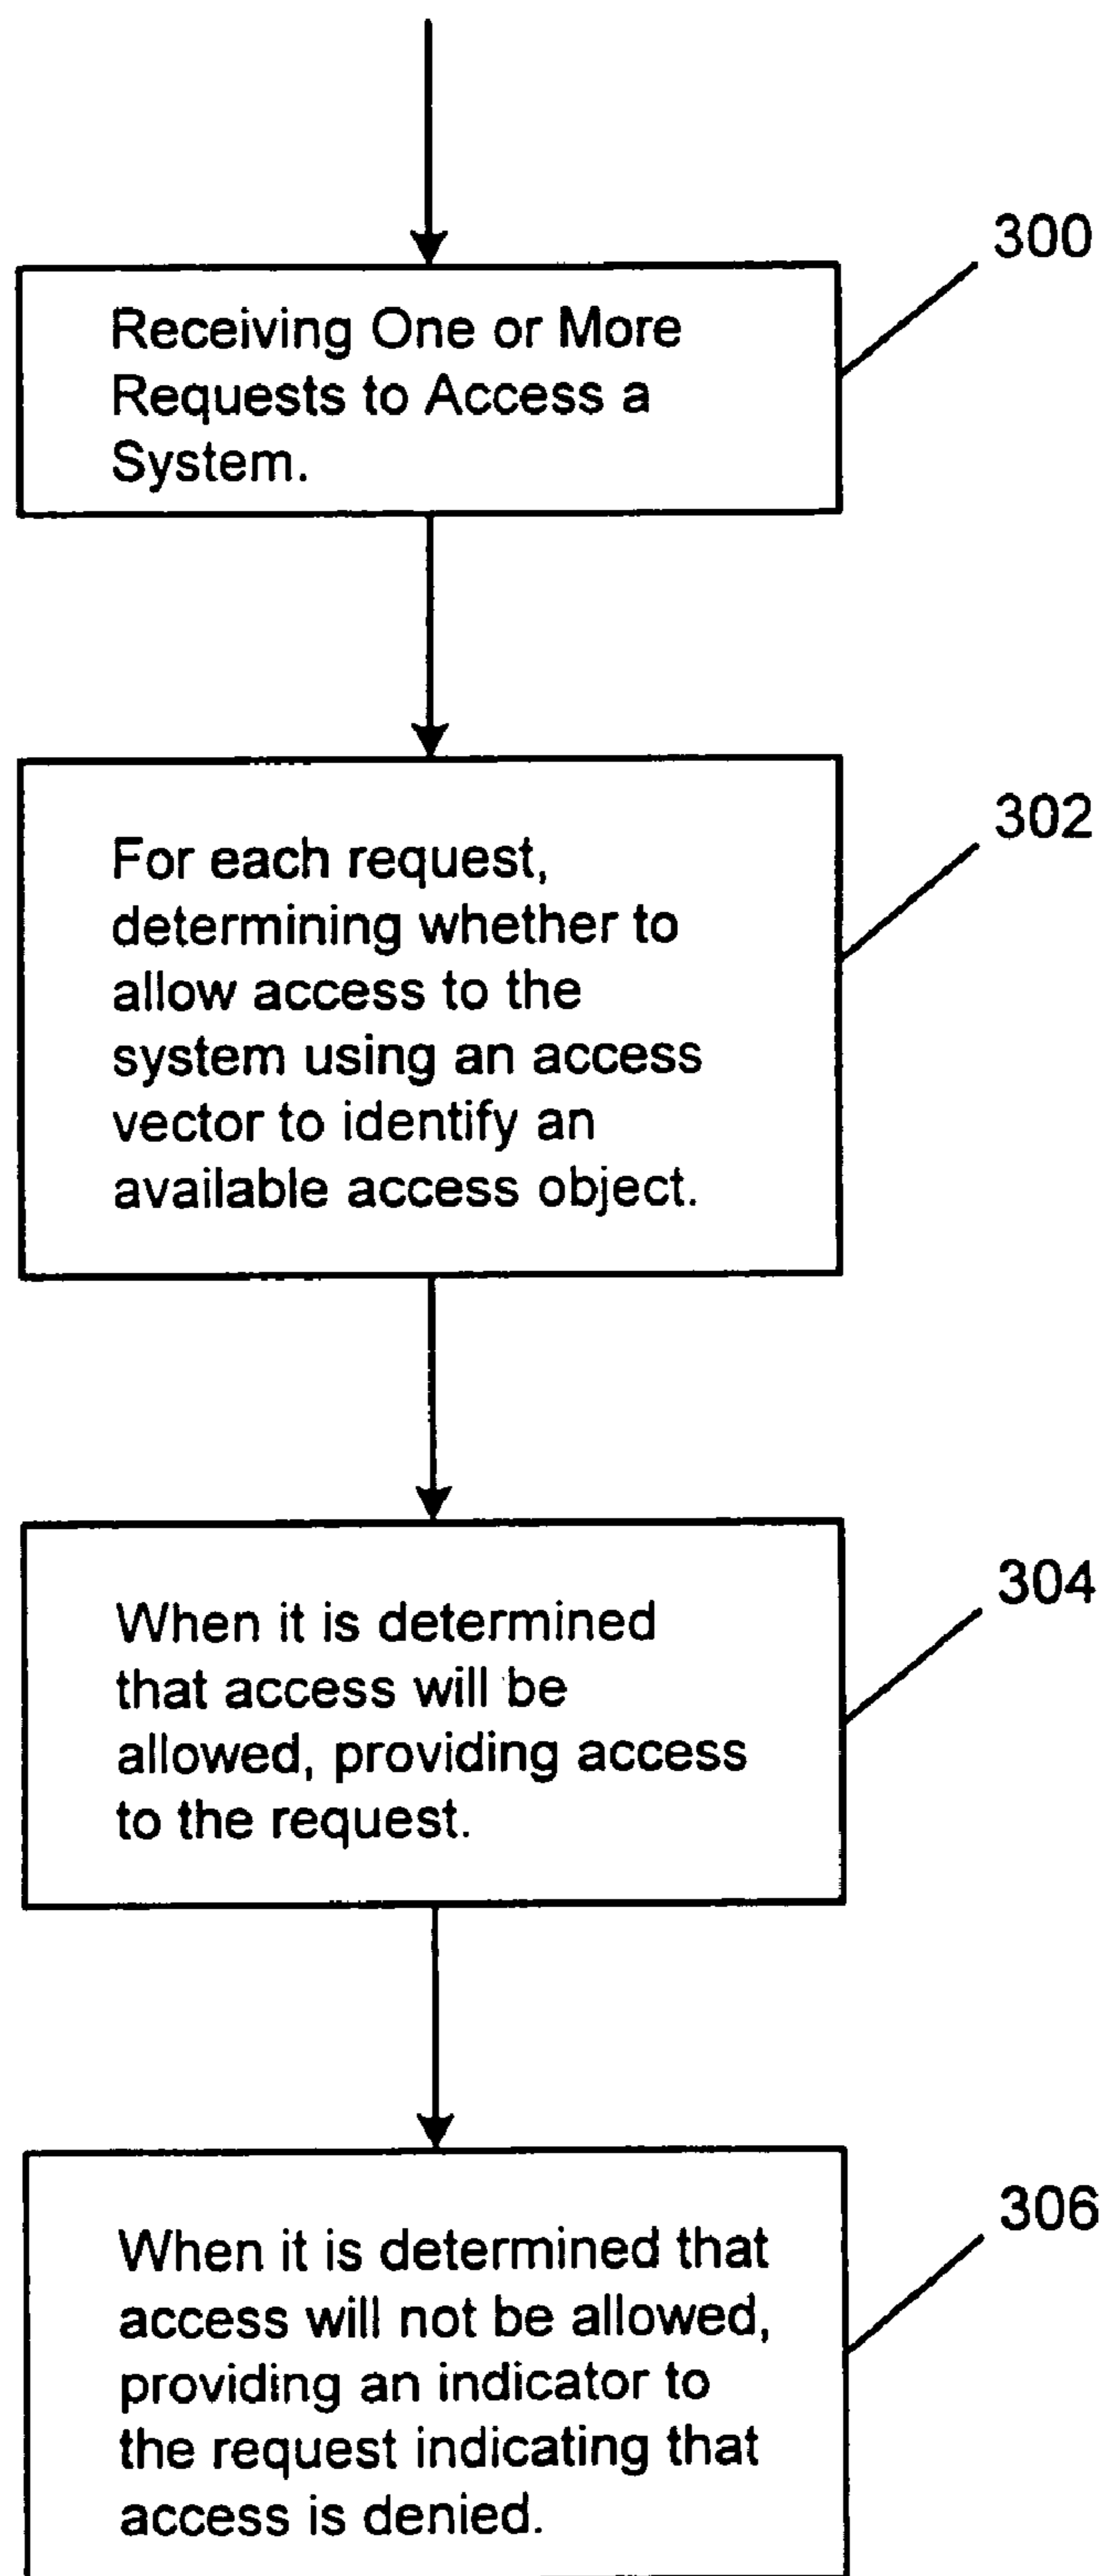 300
Receiving One or More
Requests to Access a
System.
302
For each request,
determining whether to
allow access to the
system using an access
vector to identify an
available access object.
304
When it is determined
that access will be
allowed, providing access
to the request.
306
When it is determined that
access will not be allowed,
providing an indicator to
the request indicating that
access is denied.